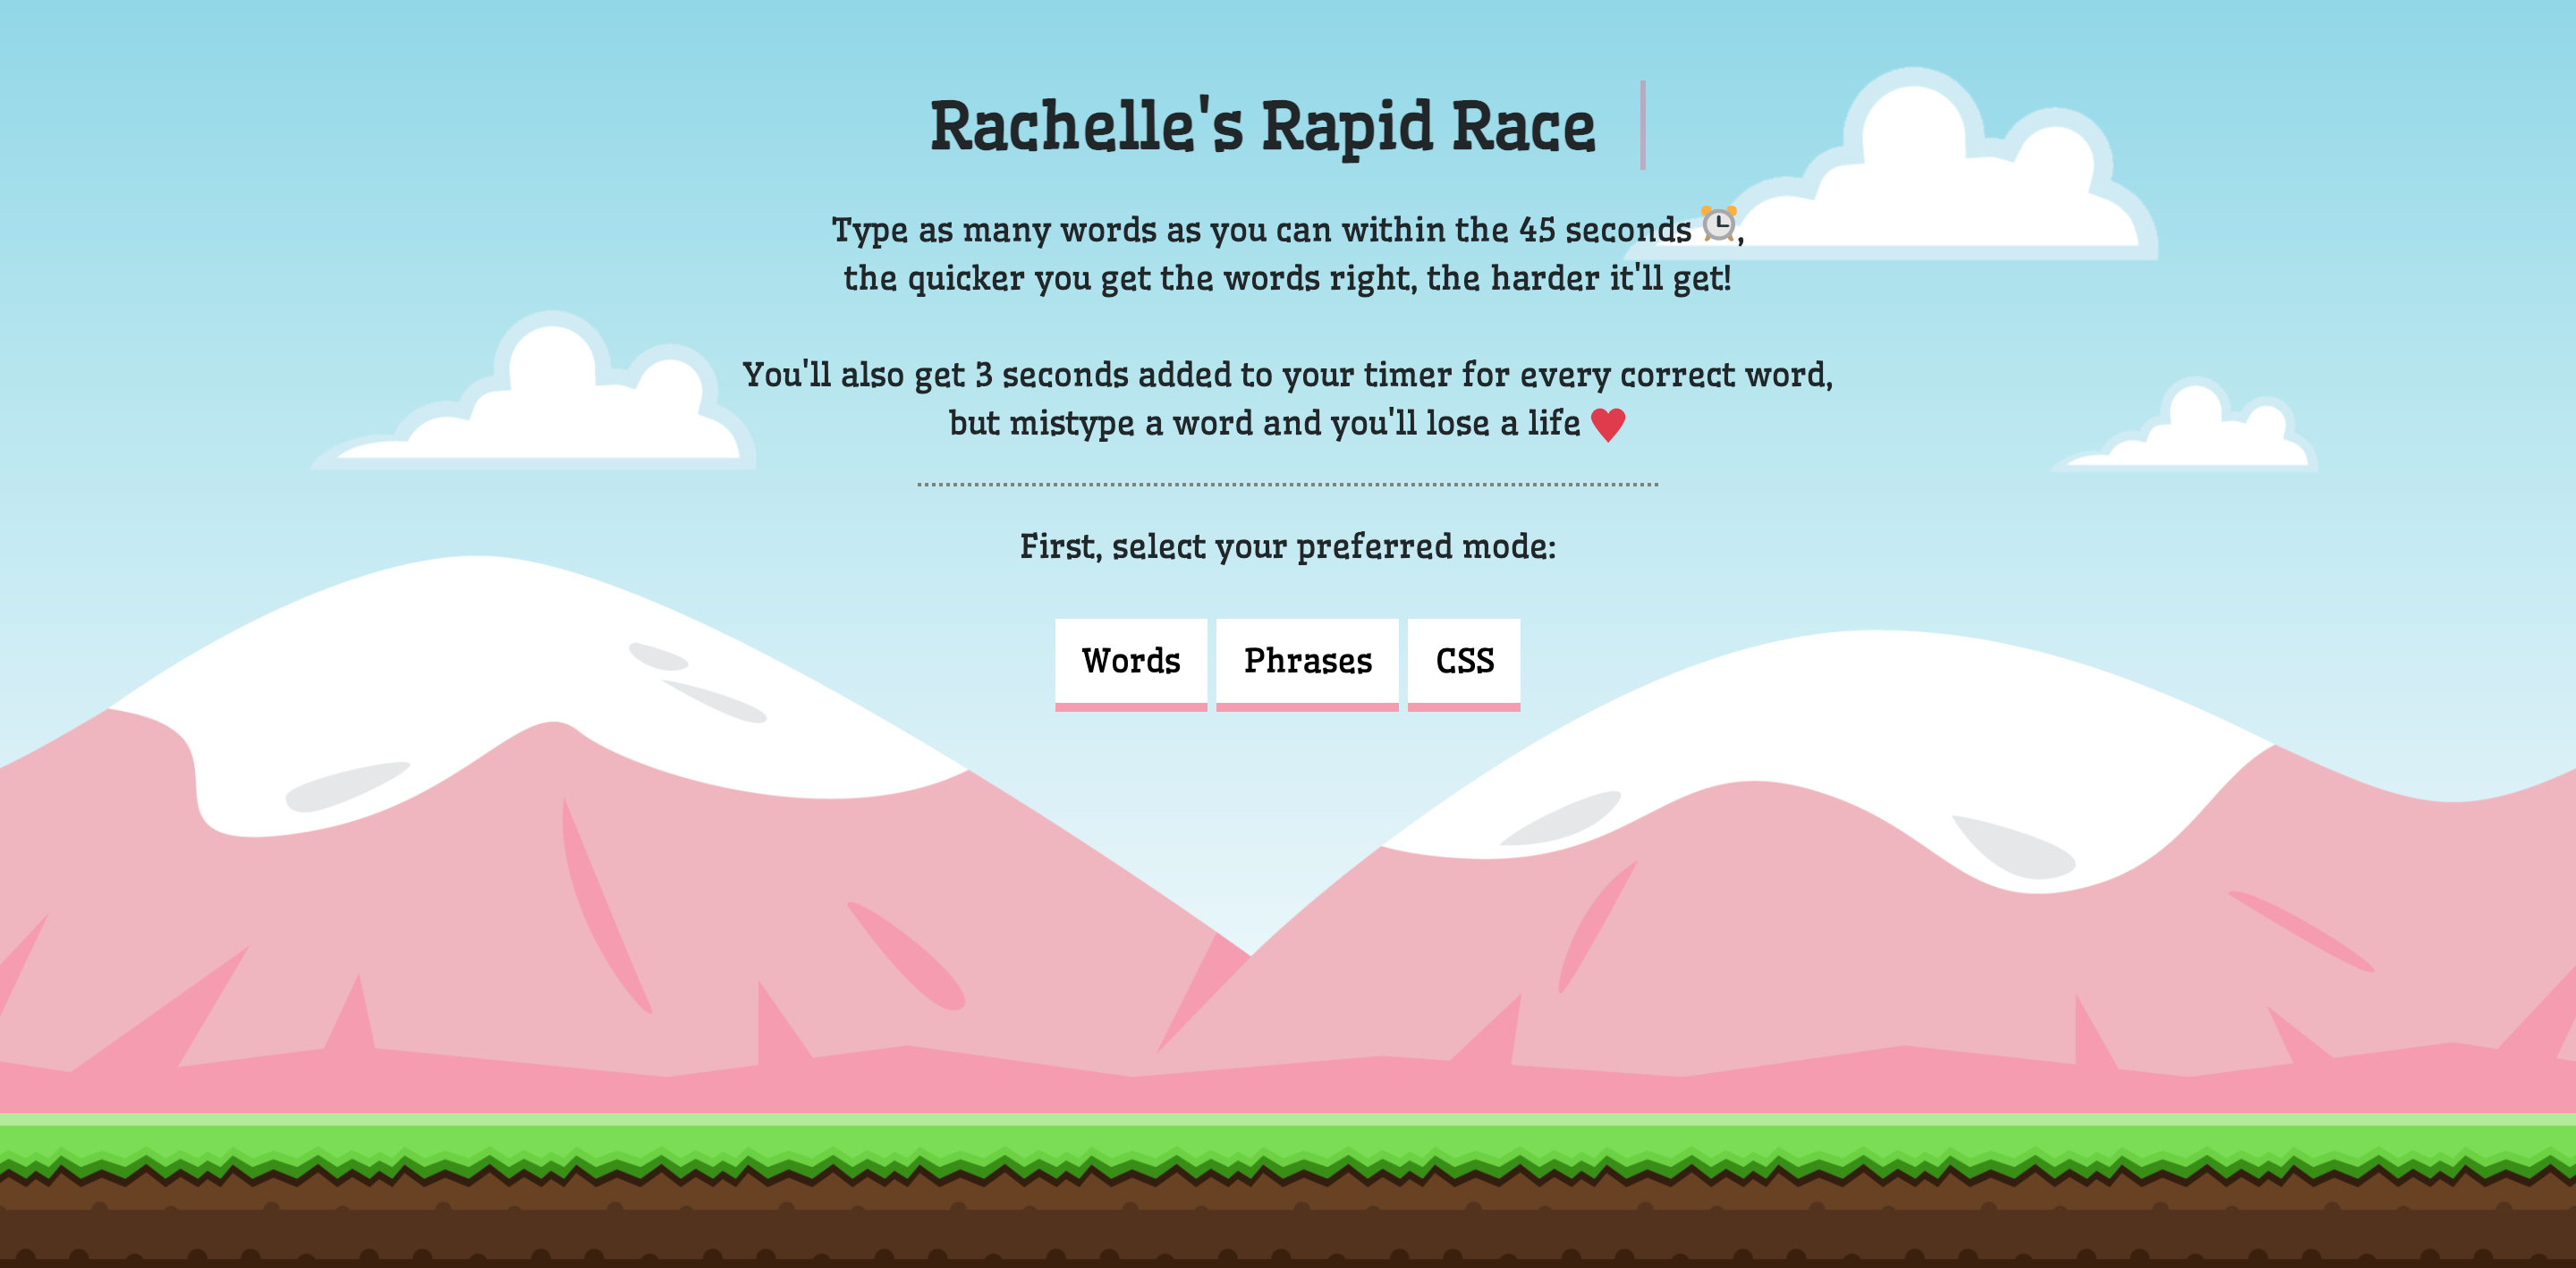 Rachelle's Rapid Race
Type as many words as you can within the 45 seconds ⏰,
the quicker you get the words right, the harder it'll get!
You'll also get 3 seconds added to your timer for every correct word,
but mistype a word and you'll lose a life ♥
First, select your preferred mode:
Words Phrases CSS